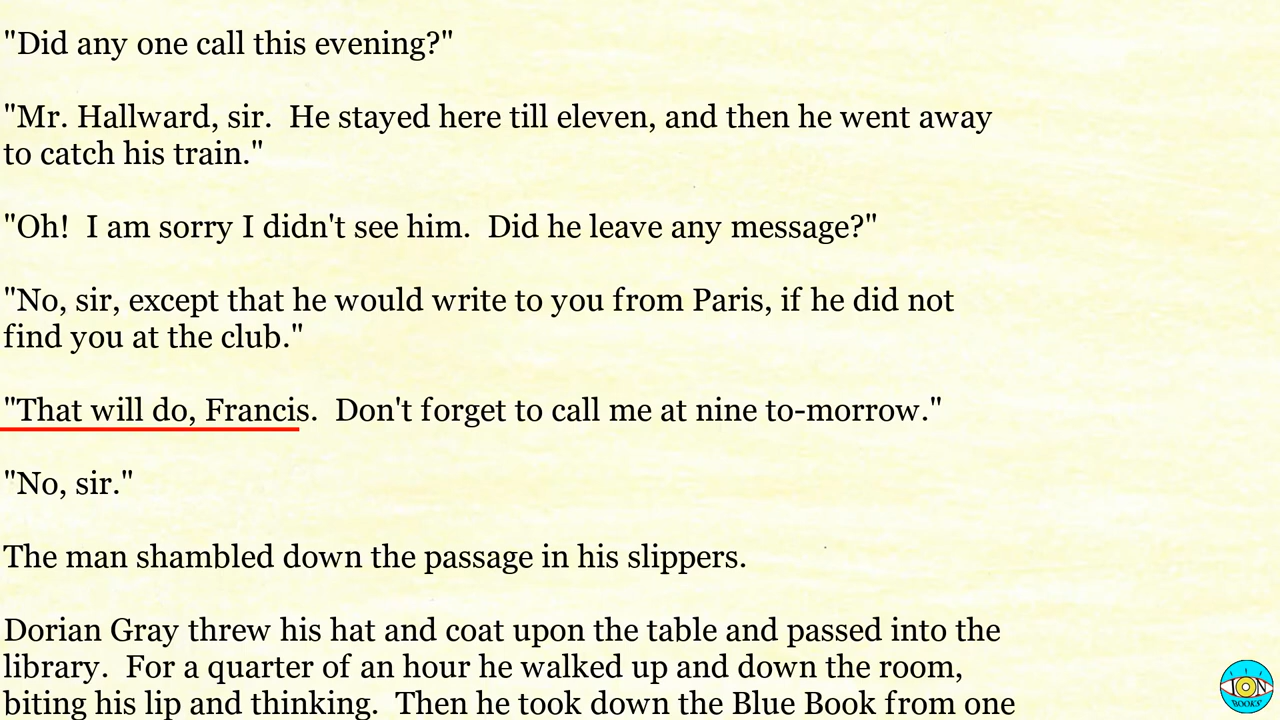 "Did any one call this evening?"
"Mr. Hallward, sir.  He stayed here till eleven, and then he went away
to catch his train."
"Oh!  I am sorry I didn't see him.  Did he leave any message?"
"No, sir, except that he would write to you from Paris, if he did not
find you at the club."
"That will do, Francis.  Don't forget to call me at nine to-morrow."
"No, sir."
The man shambled down the passage in his slippers.
Dorian Gray threw his hat and coat upon the table and passed into the
library.  For a quarter of an hour he walked up and down the room,
biting his lip and thinking.  Then he took down the Blue Book from one
ION
BOOKS